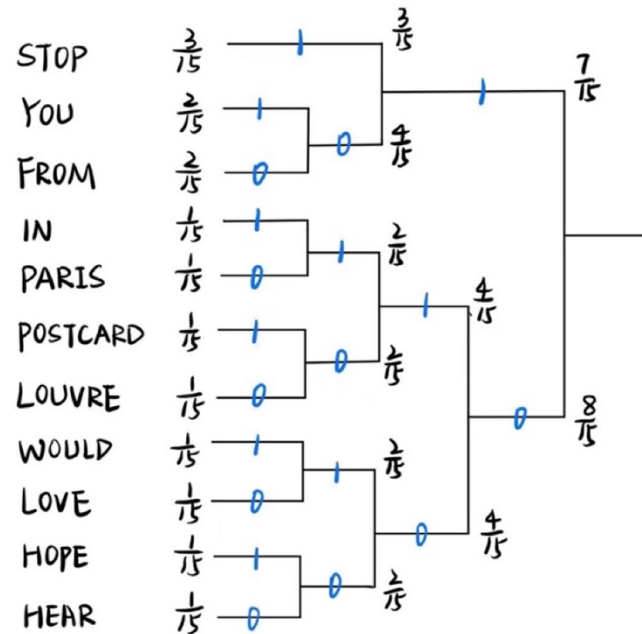 STOP 3/15 1 3/15
1 7/15
YOU 2/15 1
0 4/15
FROM 2/15 0
IN 1/15 1
1 2/15
PARIS 1/15 0
1 4/15
POSTCARD 1/15 1
0 2/15
LOUVRE 1/15 0
0 8/15
WOULD 1/15 1
1 2/15
LOVE 1/15 0
0 4/15
HOPE 1/15 1
0 2/15
HEAR 1/15 0